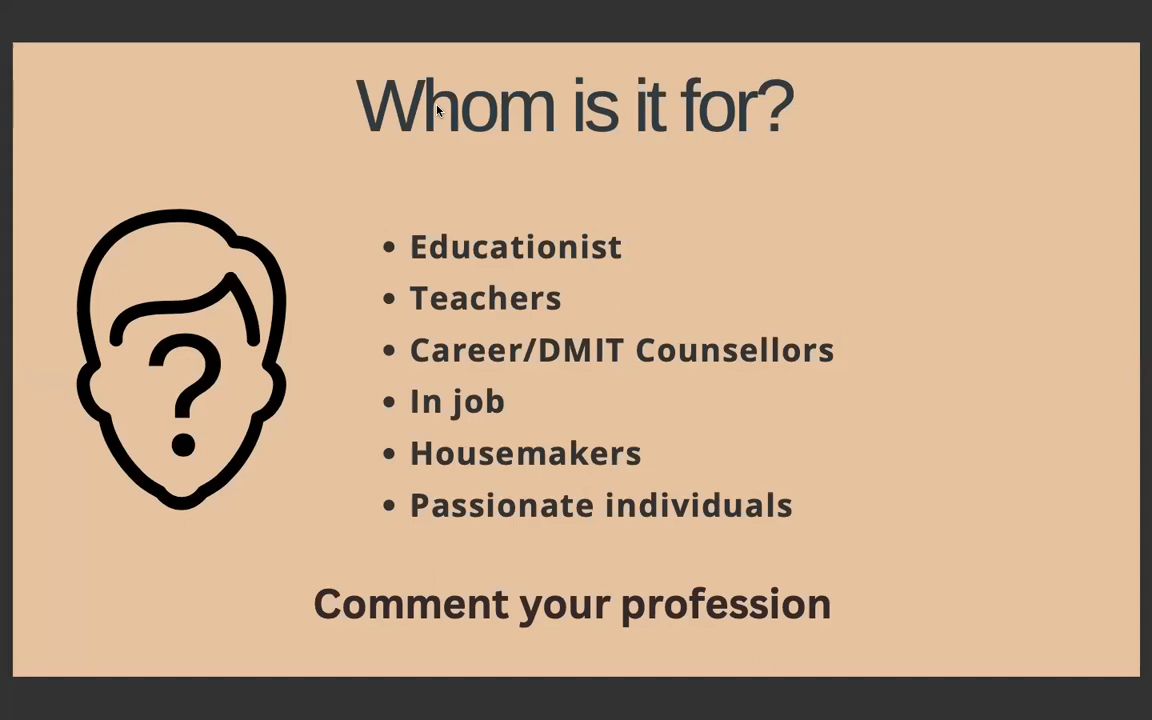 Whom is it for?
• Educationist
• Teachers
• Career/DMIT Counsellors
• In job
• Housemakers
• Passionate individuals
?
Comment your profession